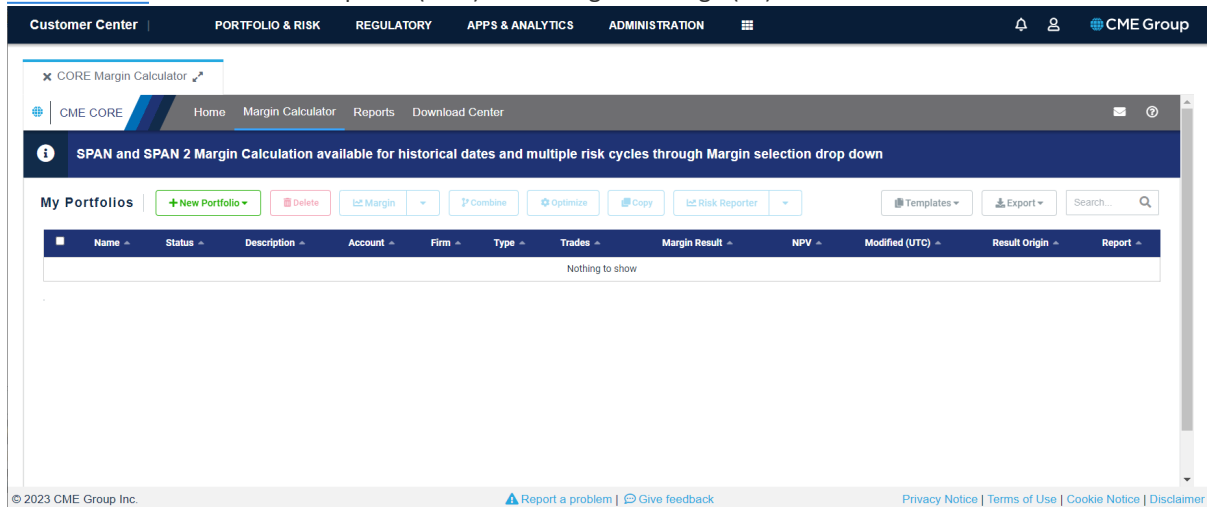 Customer Center | PORTFOLIO & RISK REGULATORY APPS & ANALYTICS ADMINISTRATION CME Group
CORE Margin Calculator
CME CORE Home Margin Calculator Reports Download Center
SPAN and SPAN 2 Margin Calculation available for historical dates and multiple risk cycles through Margin selection drop down
My Portfolios New Portfolio Delete Margin Combine Optimize Copy Risk Reporter Templates Export Search...
Name Status Description Account Firm Type Trades Margin Result NPV Modified (UTC) Result Origin Report
Nothing to show
© 2023 CME Group Inc. Report a problem | Give feedback Privacy Notice | Terms of Use | Cookie Notice | Disclaimer